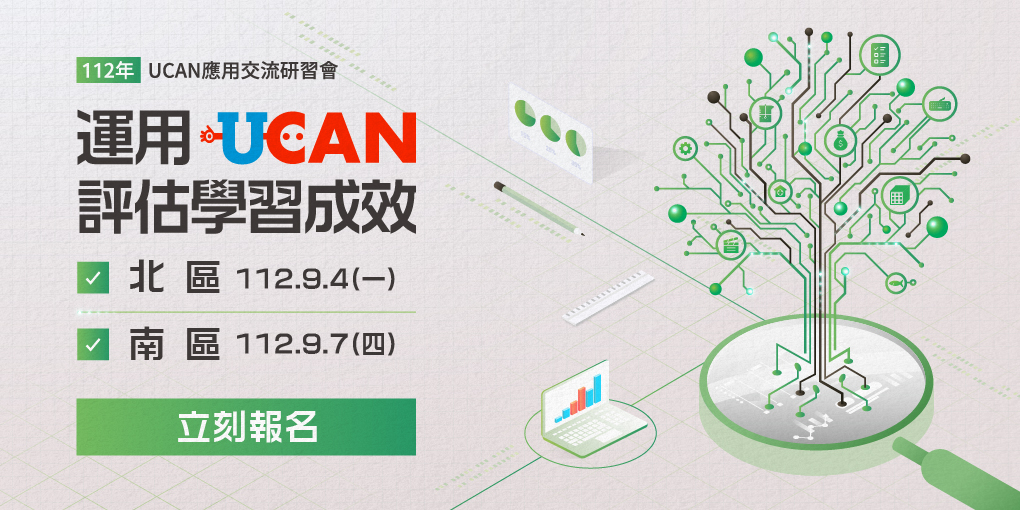 112年 UCAN應用交流研習會
運用 UCAN
評估學習成效
北區 112.9.4(一)
南區 112.9.7(四)
立刻報名